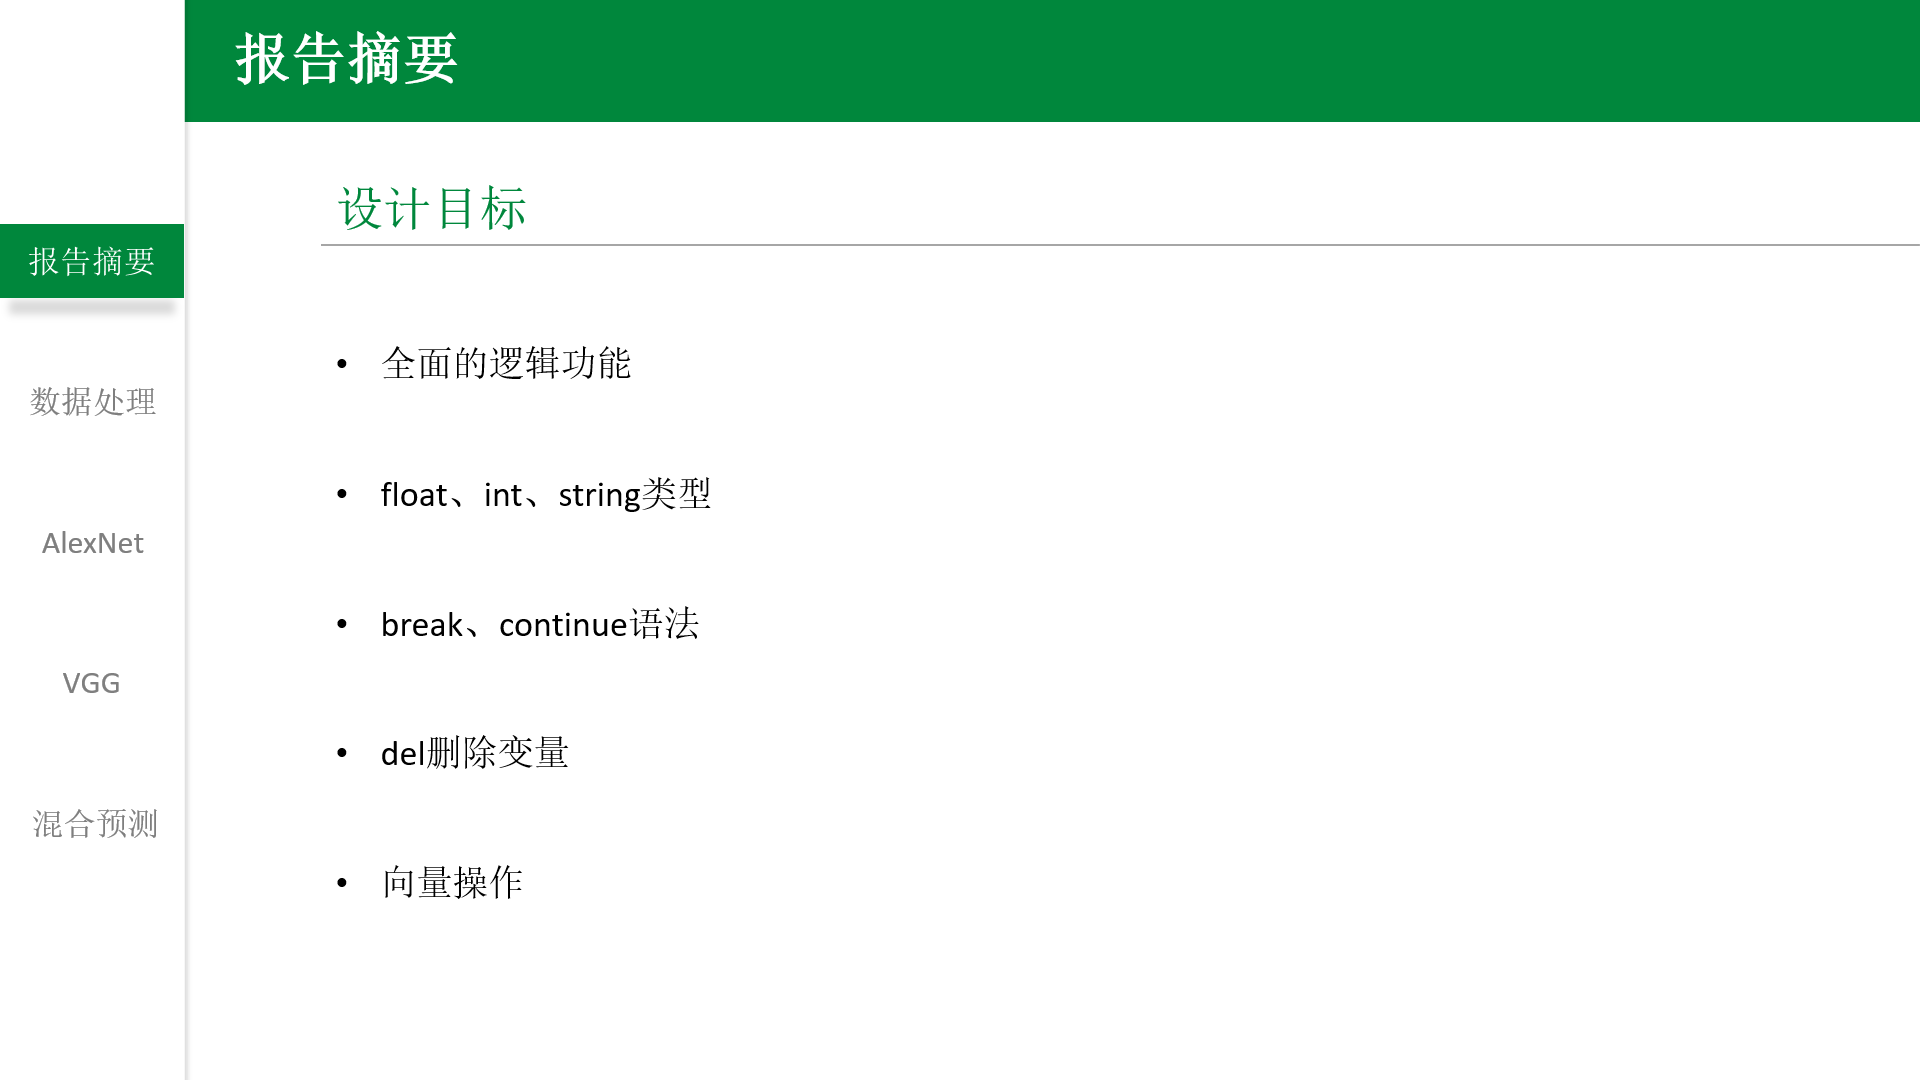 报告摘要
报告摘要
数据处理
AlexNet
VGG
混合预测
设计目标
• 全面的逻辑功能
• float、int、string类型
• break、continue语法
• del删除变量
• 向量操作